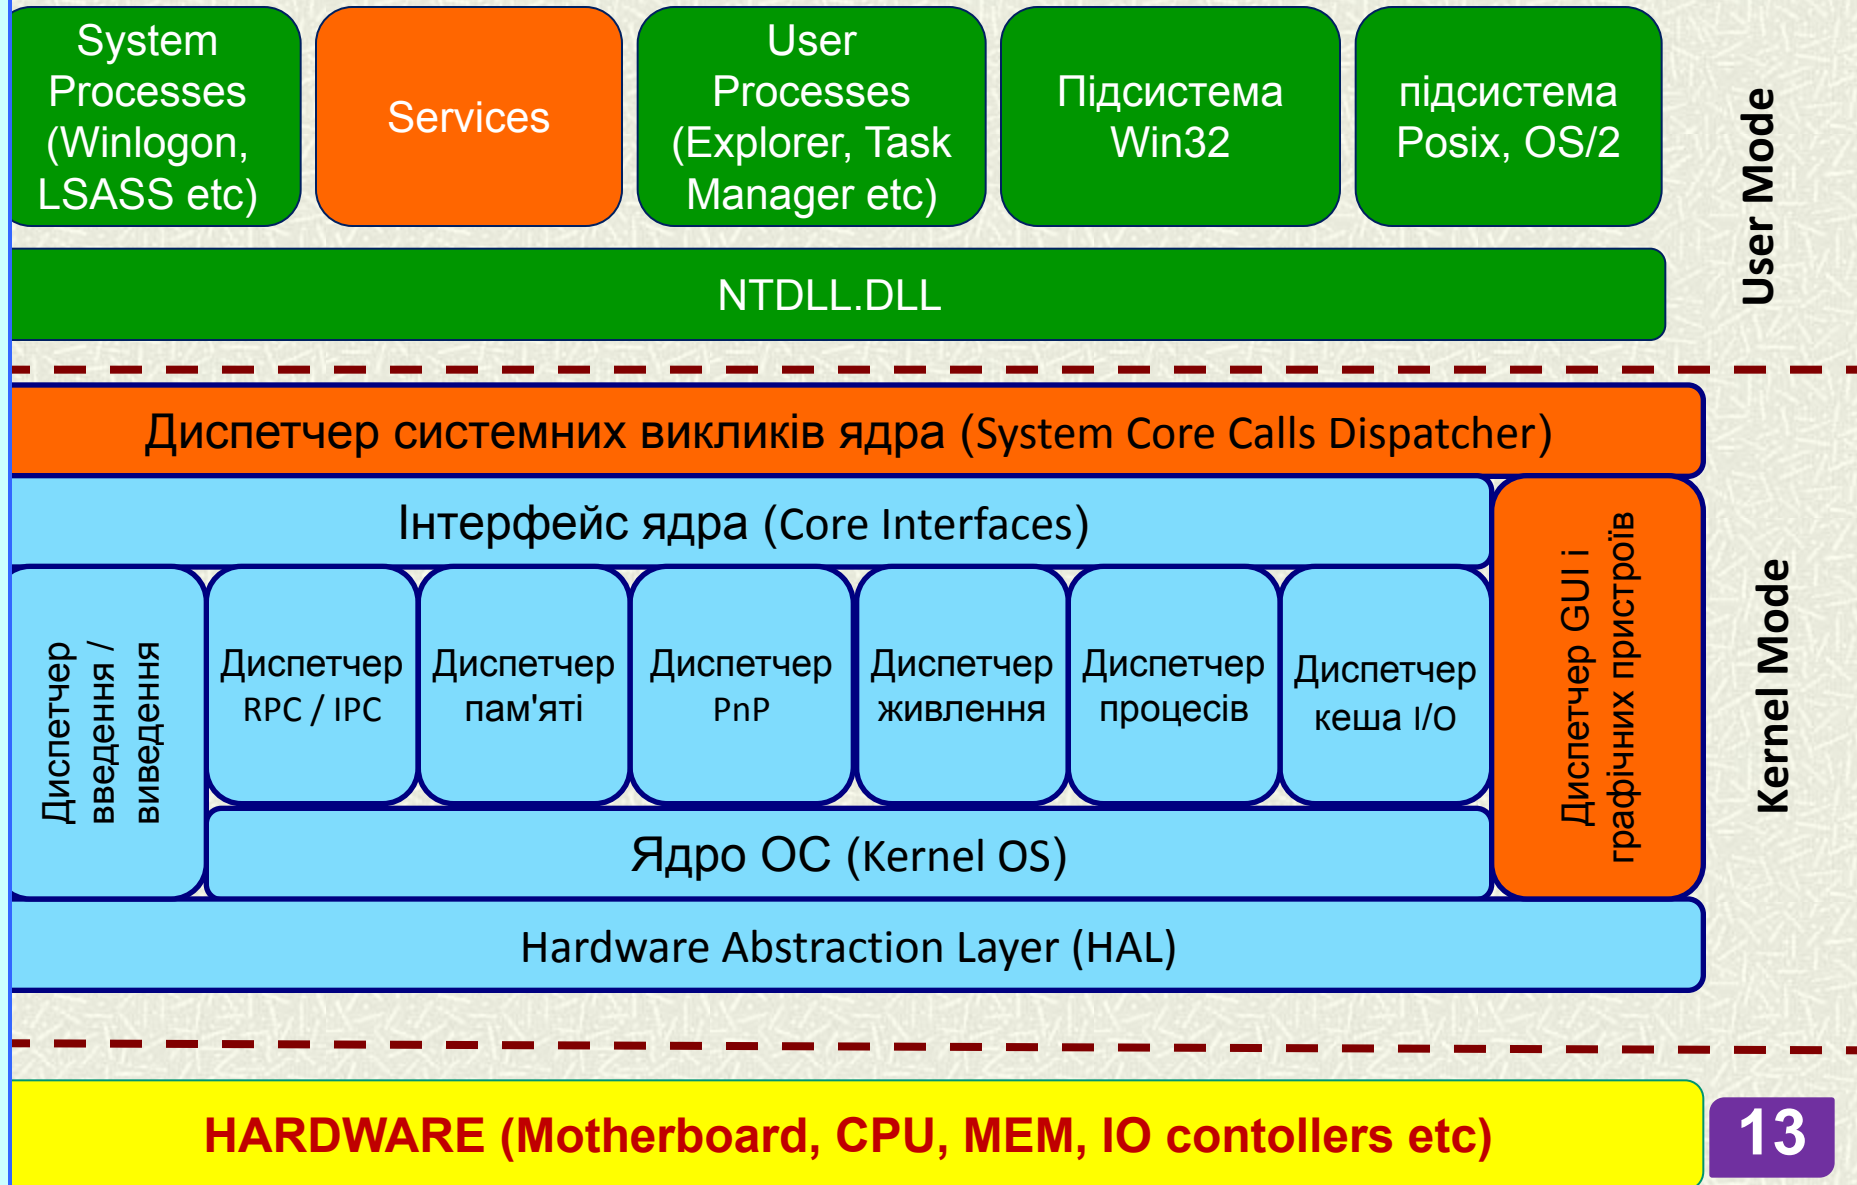 System
Processes
(Winlogon,
LSASS etc)
Services
User
Processes
(Explorer, Task
Manager etc)
Підсистема
Win32
підсистема
Posix, OS/2
User Mode
NTDLL.DLL
Диспетчер системних викликів ядра (System Core Calls Dispatcher)
Інтерфейс ядра (Core Interfaces)
Диспетчер
введення /
виведення
Диспетчер
RPC / IPC
Диспетчер
пам'яті
Диспетчер
PnP
Диспетчер
живлення
Диспетчер
процесів
Диспетчер
кеша I/O
Диспетчер GUI і
графічних пристроїв
Kernel Mode
Ядро ОС (Kernel OS)
Hardware Abstraction Layer (HAL)
HARDWARE (Motherboard, CPU, MEM, IO contollers etc)
13